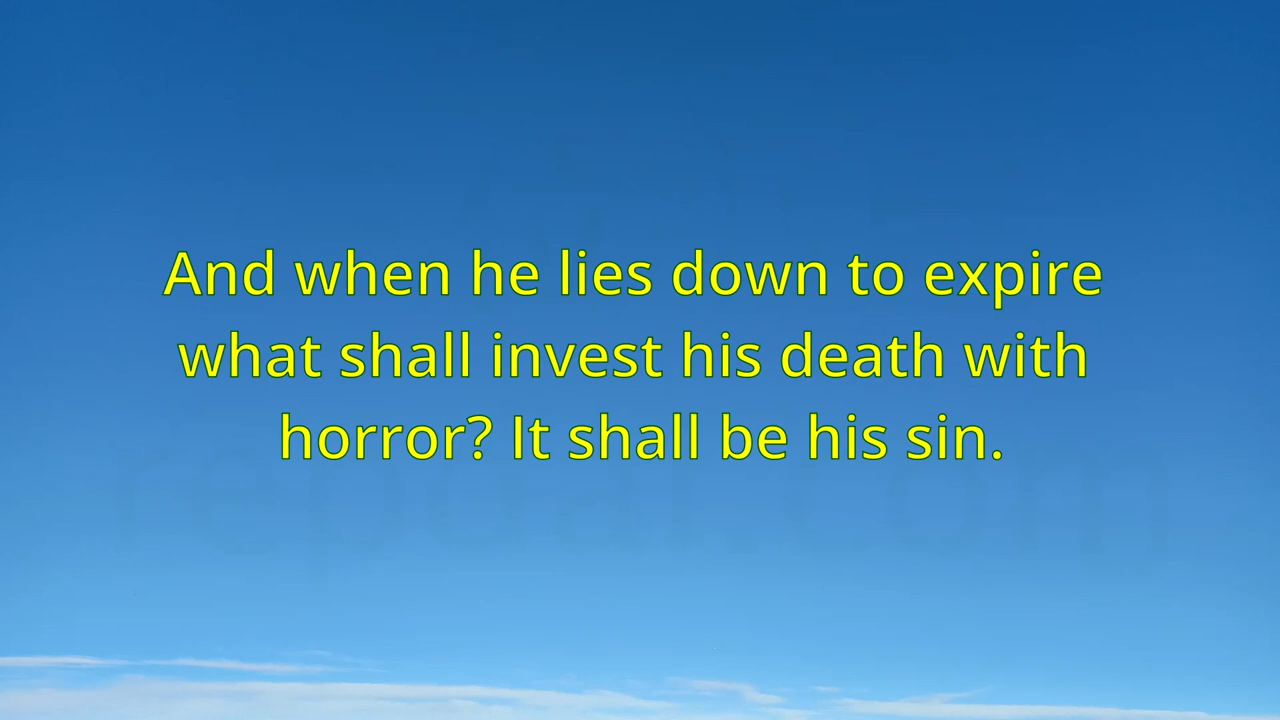 And when he lies down to expire
what shall invest his death with
horror? It shall be his sin.